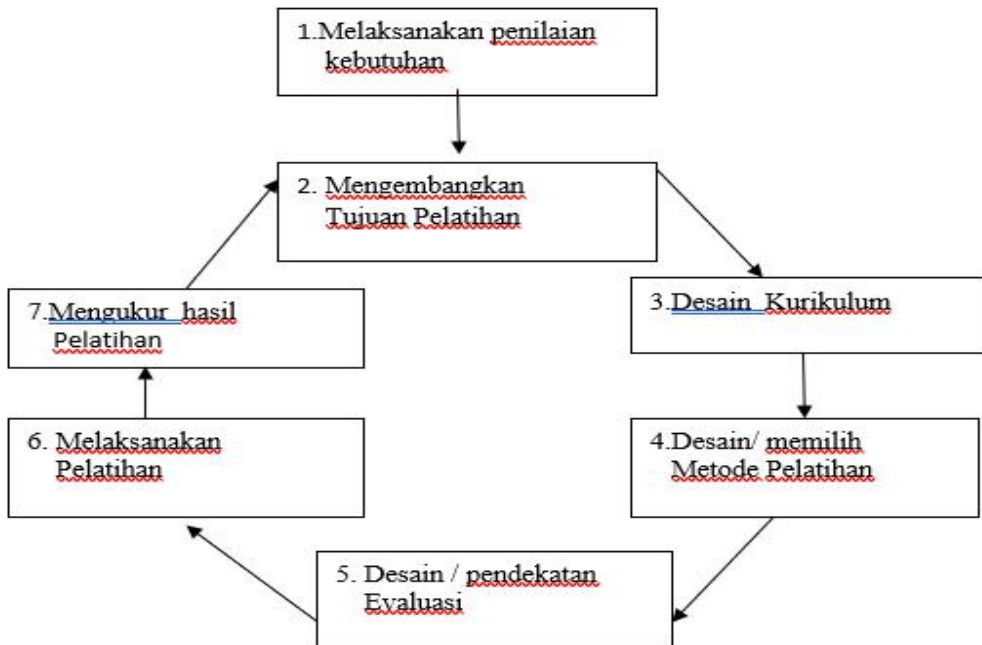 1.Melaksanakan penilaian
kebutuhan
2. Mengembangkan
Tujuan Pelatihan
3.Desain Kurikulum
4.Desain/ memilih
Metode Pelatihan
5. Desain / pendekatan
Evaluasi
6. Melaksanakan
Pelatihan
7.Mengukur hasil
Pelatihan